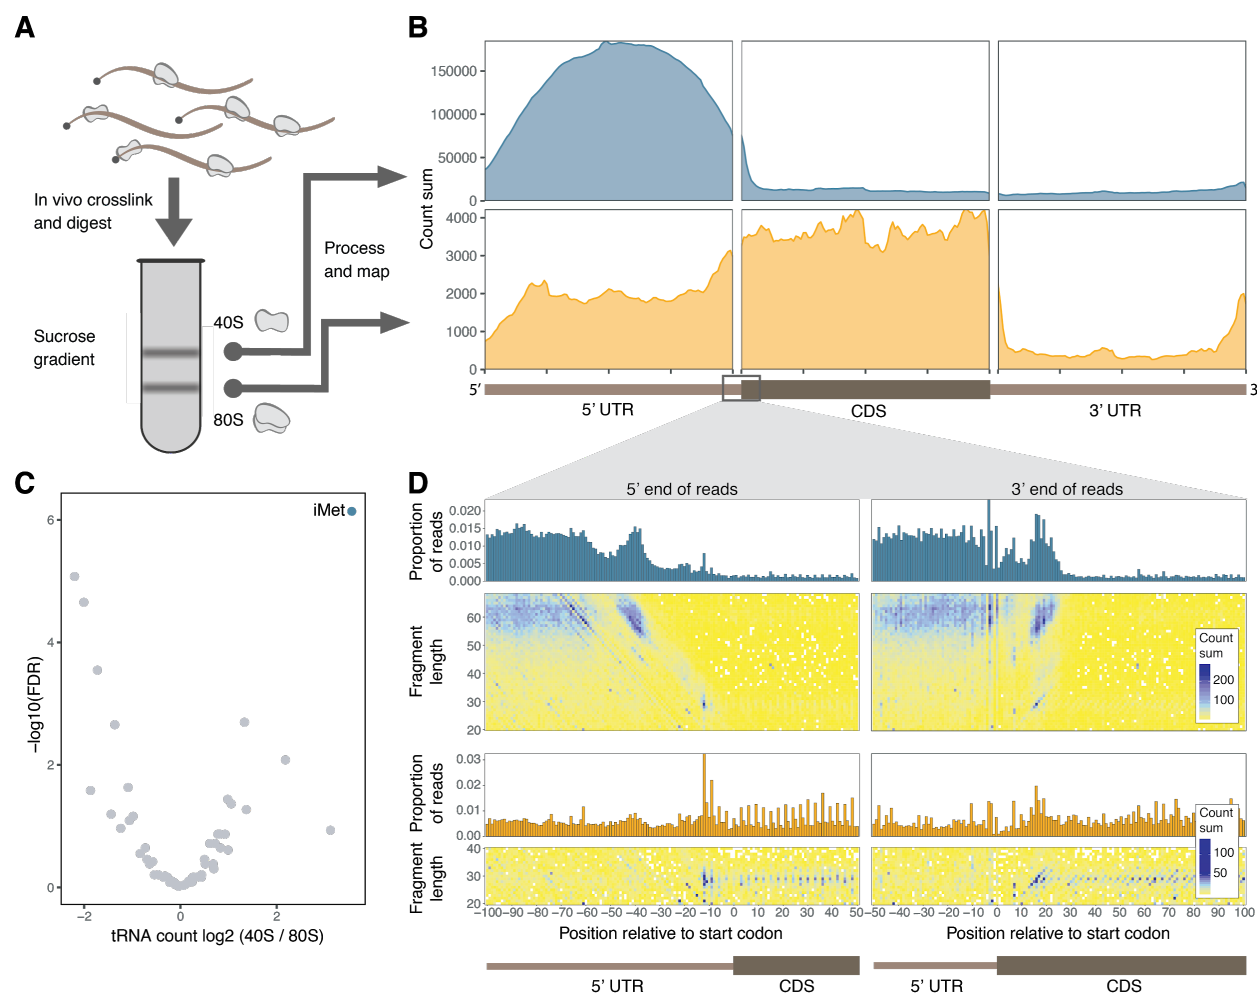 A
In vivo crosslink
and digest
Process
and map
Sucrose
gradient
40S
80S
B
Count sum
150000
100000
50000
0
4000
3000
2000
1000
0
5′
3
5’ UTR
CDS
3’ UTR
C
iMet
6
4
2
0
−2
0
2
−log10(FDR)
tRNA count log2 (40S / 80S)
D
5’ end of reads
3’ end of reads
Proportion
of reads
0.020
0.015
0.010
0.005
0.000
Fragment
length
60
50
40
30
20
Count
sum
200
100
Proportion
of reads
0.03
0.02
0.01
0.00
Fragment
length
40
30
20
Count
sum
100
50
−100−90 −80 −70 −60 −50 −40 −30 −20 −10 0 10 20 30 40 50
−50 −40 −30 −20 −10 0 10 20 30 40 50 60 70 80 90 100
Position relative to start codon
Position relative to start codon
5’ UTR
CDS
5’ UTR
CDS